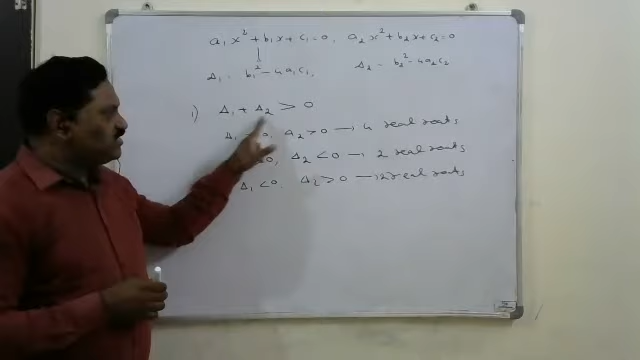 a₁x² + b₁x + c₁ = 0, a₂x² + b₂x + c₂ = 0
Δ₁ = b₁² - 4a₁c₁, Δ₂ = b₂² - 4a₂c₂
1) Δ₁ + Δ₂ > 0
Δ₁ 0, Δ₂ > 0 → 4 real roots
0, Δ₂ < 0 → 2 real roots
Δ₁ < 0, Δ₂ > 0 → 2 real roots